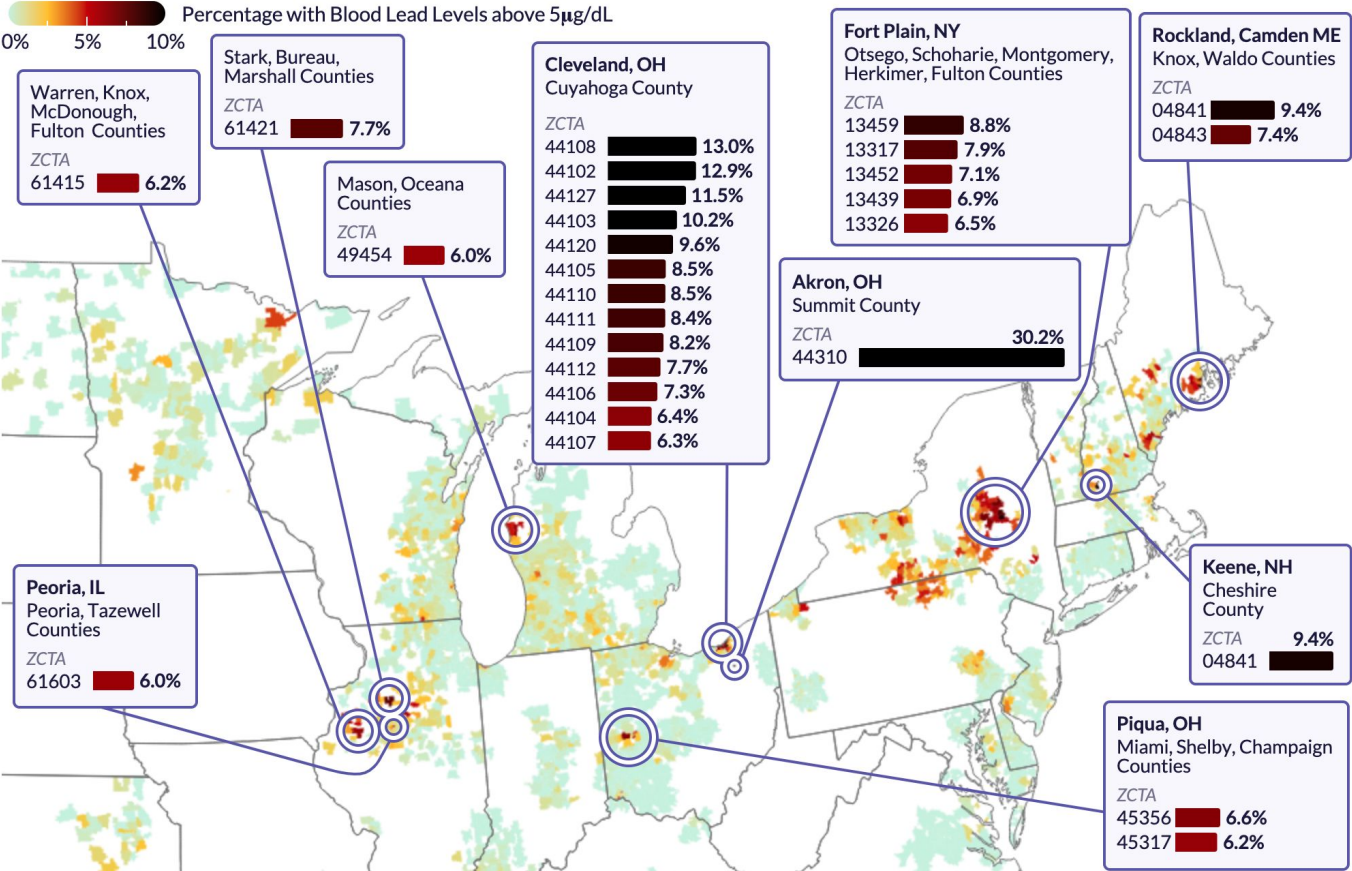 Percentage with Blood Lead Levels above 5µg/dL
0% 5% 10%
Warren, Knox,
McDonough,
Fulton Counties
ZCTA
61415 6.2%
Stark, Bureau,
Marshall Counties
ZCTA
61421 7.7%
Mason, Oceana
Counties
ZCTA
49454 6.0%
Cleveland, OH
Cuyahoga County
ZCTA
44108 13.0%
44102 12.9%
44127 11.5%
44103 10.2%
44120 9.6%
44105 8.5%
44110 8.5%
44111 8.4%
44109 8.2%
44112 7.7%
44106 7.3%
44104 6.4%
44107 6.3%
Fort Plain, NY
Otsego, Schoharie, Montgomery,
Herkimer, Fulton Counties
ZCTA
13459 8.8%
13317 7.9%
13452 7.1%
13439 6.9%
13326 6.5%
Rockland, Camden ME
Knox, Waldo Counties
ZCTA
04841 9.4%
04843 7.4%
Akron, OH
Summit County
ZCTA
44310 30.2%
Keene, NH
Cheshire
County
ZCTA
04841 9.4%
Peoria, IL
Peoria, Tazewell
Counties
ZCTA
61603 6.0%
Piqua, OH
Miami, Shelby, Champaign
Counties
ZCTA
45356 6.6%
45317 6.2%